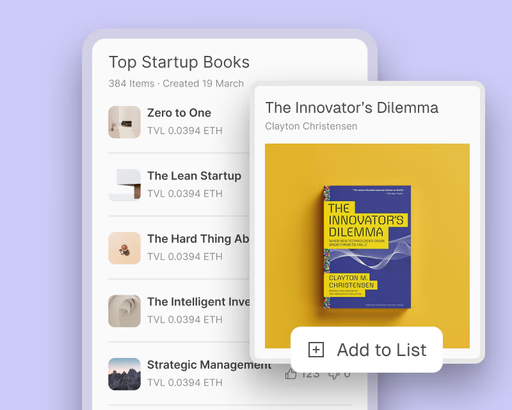 Top Startup Books
384 Items · Created 19 March
Zero to One
TVL 0.0394 ETH
The Lean Startup
TVL 0.0394 ETH
The Hard Thing Ab
TVL 0.0394 ETH
The Intelligent Inve
TVL 0.0394 ETH
Strategic Management
TVL 0.0394 ETH
123
0
The Innovator's Dilemma
Clayton Christensen
THE
INNOVATOR'S
DILEMMA
WHEN NEW TECHNOLOGIES CAUSE
GREAT FIRMS TO FAIL
CLAYTON M.
CHRISTENSEN
Add to List